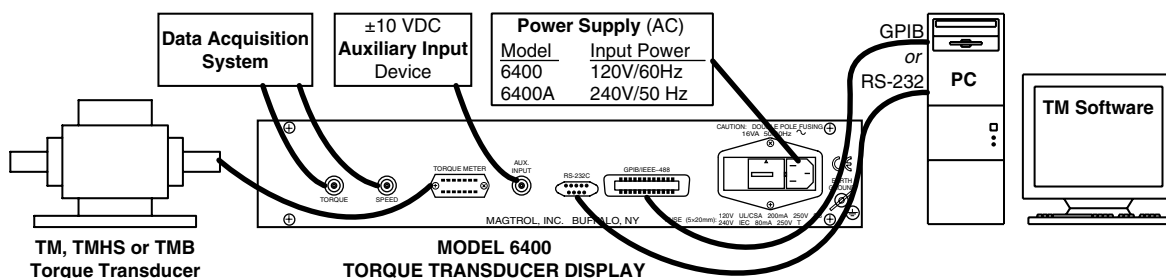 Data Acquisition
System
±10 VDC
Auxiliary Input
Device
Power Supply (AC)
Model Input Power
6400 120V/60Hz
6400A 240V/50 Hz
GPIB
or
RS-232
PC
TM Software
CAUTION: DOUBLE POLE FUSING
16VA 50/60Hz
TORQUE METER
AUX.
INPUT
RS-232C
GPIB/IEEE-488
EARTH
GROUND
TORQUE
SPEED
MAGTROL, INC. BUFFALO, NY
FUSE (5x20mm):
120V UL/CSA 200mA 250V
240V IEC 80mA 250V T
TM, TMHS or TMB
Torque Transducer
MODEL 6400
TORQUE TRANSDUCER DISPLAY